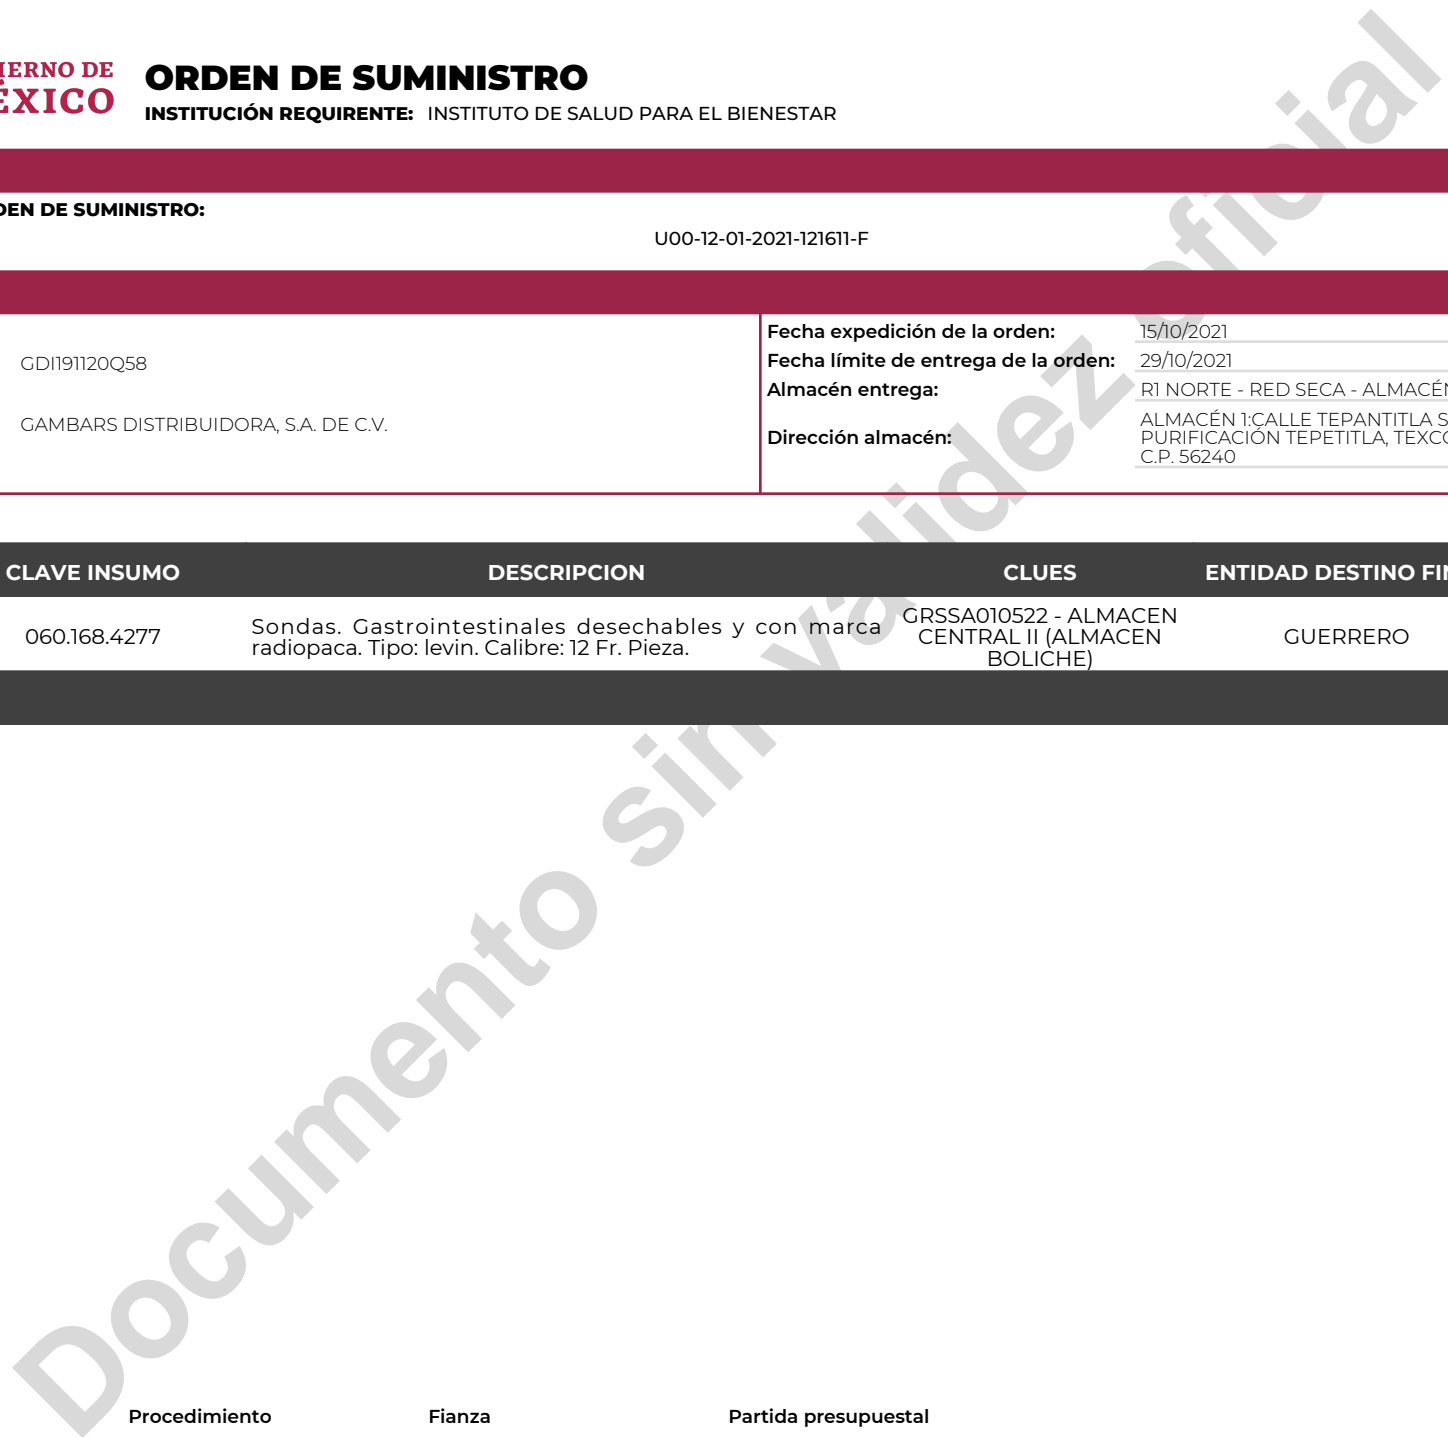 IERNO DE
ÉXICO
ORDEN DE SUMINISTRO
INSTITUCIÓN REQUIRENTE: INSTITUTO DE SALUD PARA EL BIENESTAR
DEN DE SUMINISTRO:
U00-12-01-2021-121611-F
GDI191120Q58
GAMBARS DISTRIBUIDORA, S.A. DE C.V.
Fecha expedición de la orden: 15/10/2021
Fecha límite de entrega de la orden: 29/10/2021
Almacén entrega: R1 NORTE - RED SECA - ALMACÉN
Dirección almacén: ALMACÉN 1:CALLE TEPANTITLA S
PURIFICACIÓN TEPETITLA, TEXCO
C.P. 56240
CLAVE INSUMO DESCRIPCION CLUES ENTIDAD DESTINO FIN
060.168.4277
Sondas. Gastrointestinales desechables y con marca
radiopaca. Tipo: levin. Calibre: 12 Fr. Pieza.
GRSSA010522 - ALMACEN
CENTRAL II (ALMACEN
BOLICHE)
GUERRERO
Documento sin validez oficial
Procedimiento Fianza Partida presupuestal